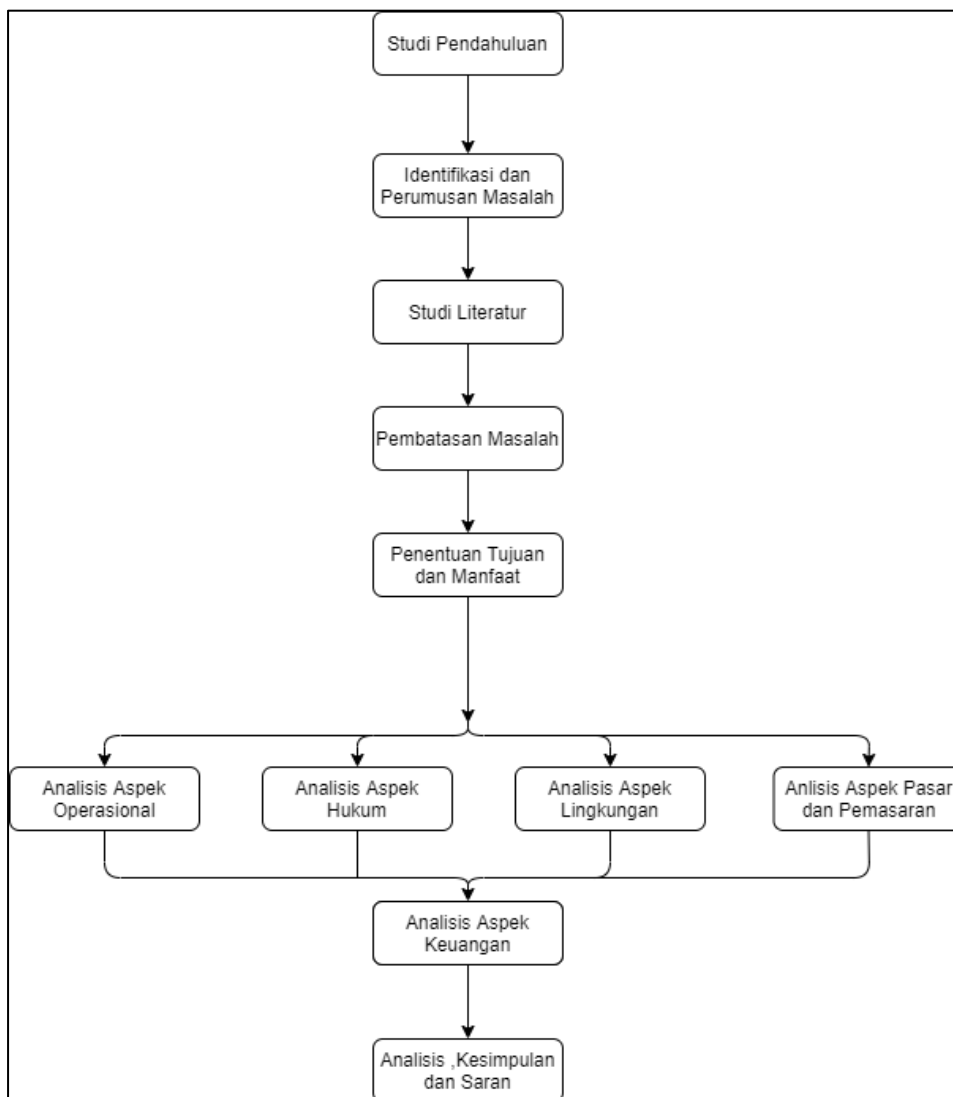 Studi Pendahuluan
Identifikasi dan
Perumusan Masalah
Studi Literatur
Pembatasan Masalah
Penentuan Tujuan
dan Manfaat
Analisis Aspek
Operasional
Analisis Aspek
Hukum
Analisis Aspek
Lingkungan
Anlisis Aspek Pasar
dan Pemasaran
Analisis Aspek
Keuangan
Analisis ,Kesimpulan
dan Saran